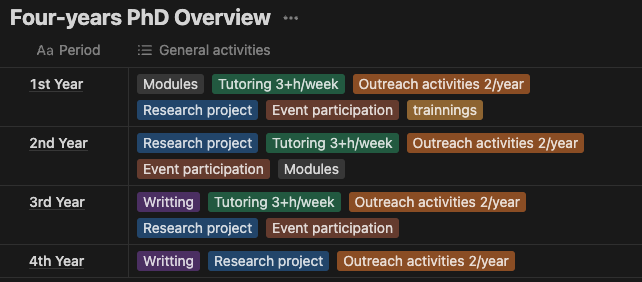 Four-years PhD Overview ...
Aa Period General activities
1st Year Modules Tutoring 3+h/week Outreach activities 2/year
Research project Event participation trainnings
2nd Year Research project Tutoring 3+h/week Outreach activities 2/year
Event participation Modules
3rd Year Writting Tutoring 3+h/week Outreach activities 2/year
Research project Event participation
4th Year Writting Research project Outreach activities 2/year